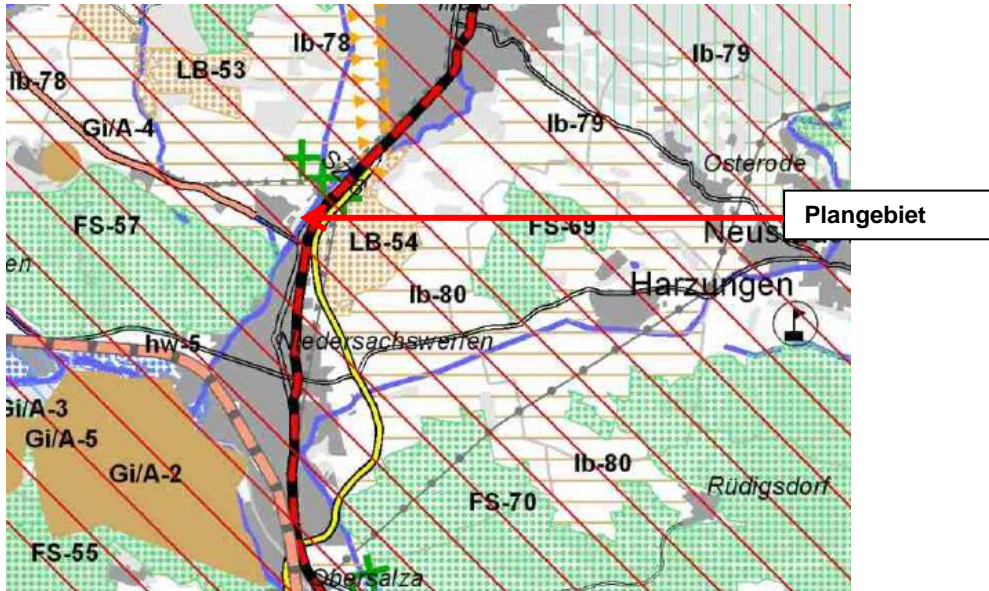 Ib-78
Ib-79
LB-53
Ib-78
Gi/A-4
Ib-79
Osterode
Plangebiet
FS-57
FS-69
LB-54
en
Harzungen
Ib-80
Niedersachswerfen
hw-5
Gi/A-3
Gi/A-5
Gi/A-2
Ib-80
Rüdigsdorf
FS-70
FS-55
Obersalza